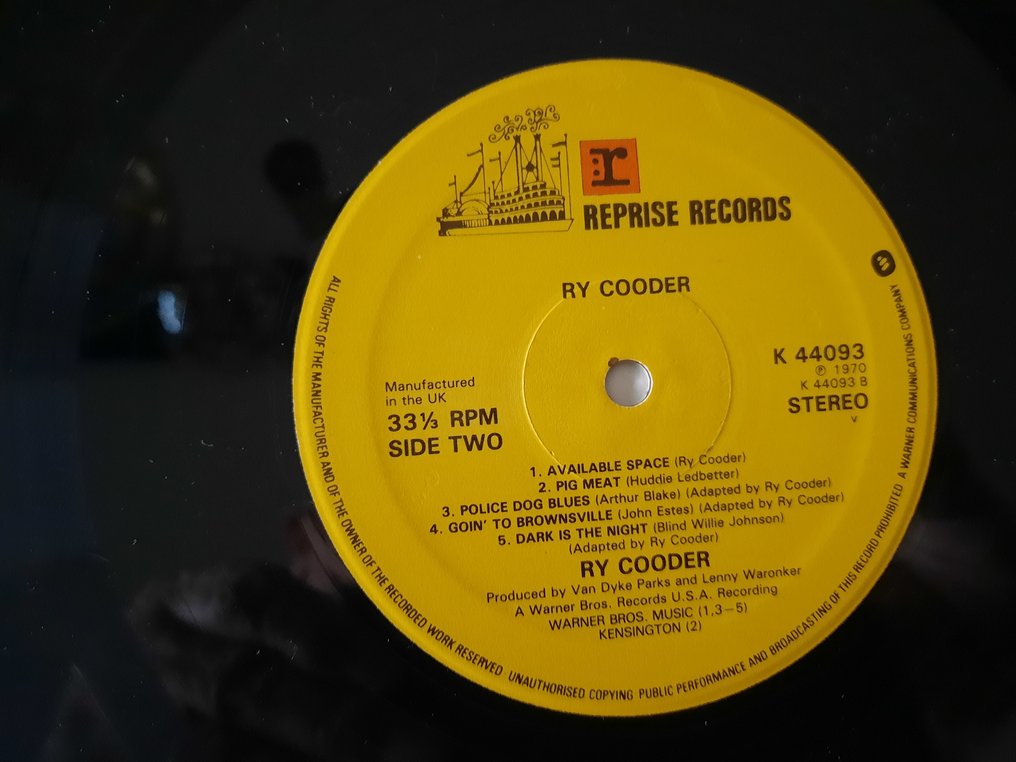 r:
REPRISE RECORDS
RY COODER
Manufactured
in the UK
33⅓ RPM
SIDE TWO
K 44093
℗ 1970
K 44093 B
STEREO
v
1. AVAILABLE SPACE (Ry Cooder)
2. PIG MEAT (Huddie Ledbetter)
3. POLICE DOG BLUES (Arthur Blake) (Adapted by Ry Cooder)
4. GOIN' TO BROWNSVILLE (John Estes) (Adapted by Ry Cooder)
5. DARK IS THE NIGHT (Blind Willie Johnson)
(Adapted by Ry Cooder)
RY COODER
Produced by Van Dyke Parks and Lenny Waronker
A Warner Bros. Records U.S.A. Recording
WARNER BROS. MUSIC (1,3—5)
KENSINGTON (2)
ALL RIGHTS OF THE MANUFACTURER AND OF THE OWNER OF THE RECORDED WORK RESERVED · UNAUTHORISED COPYING PUBLIC PERFORMANCE AND BROADCASTING OF THIS RECORD PROHIBITED A WARNER COMMUNICATIONS COMPANY